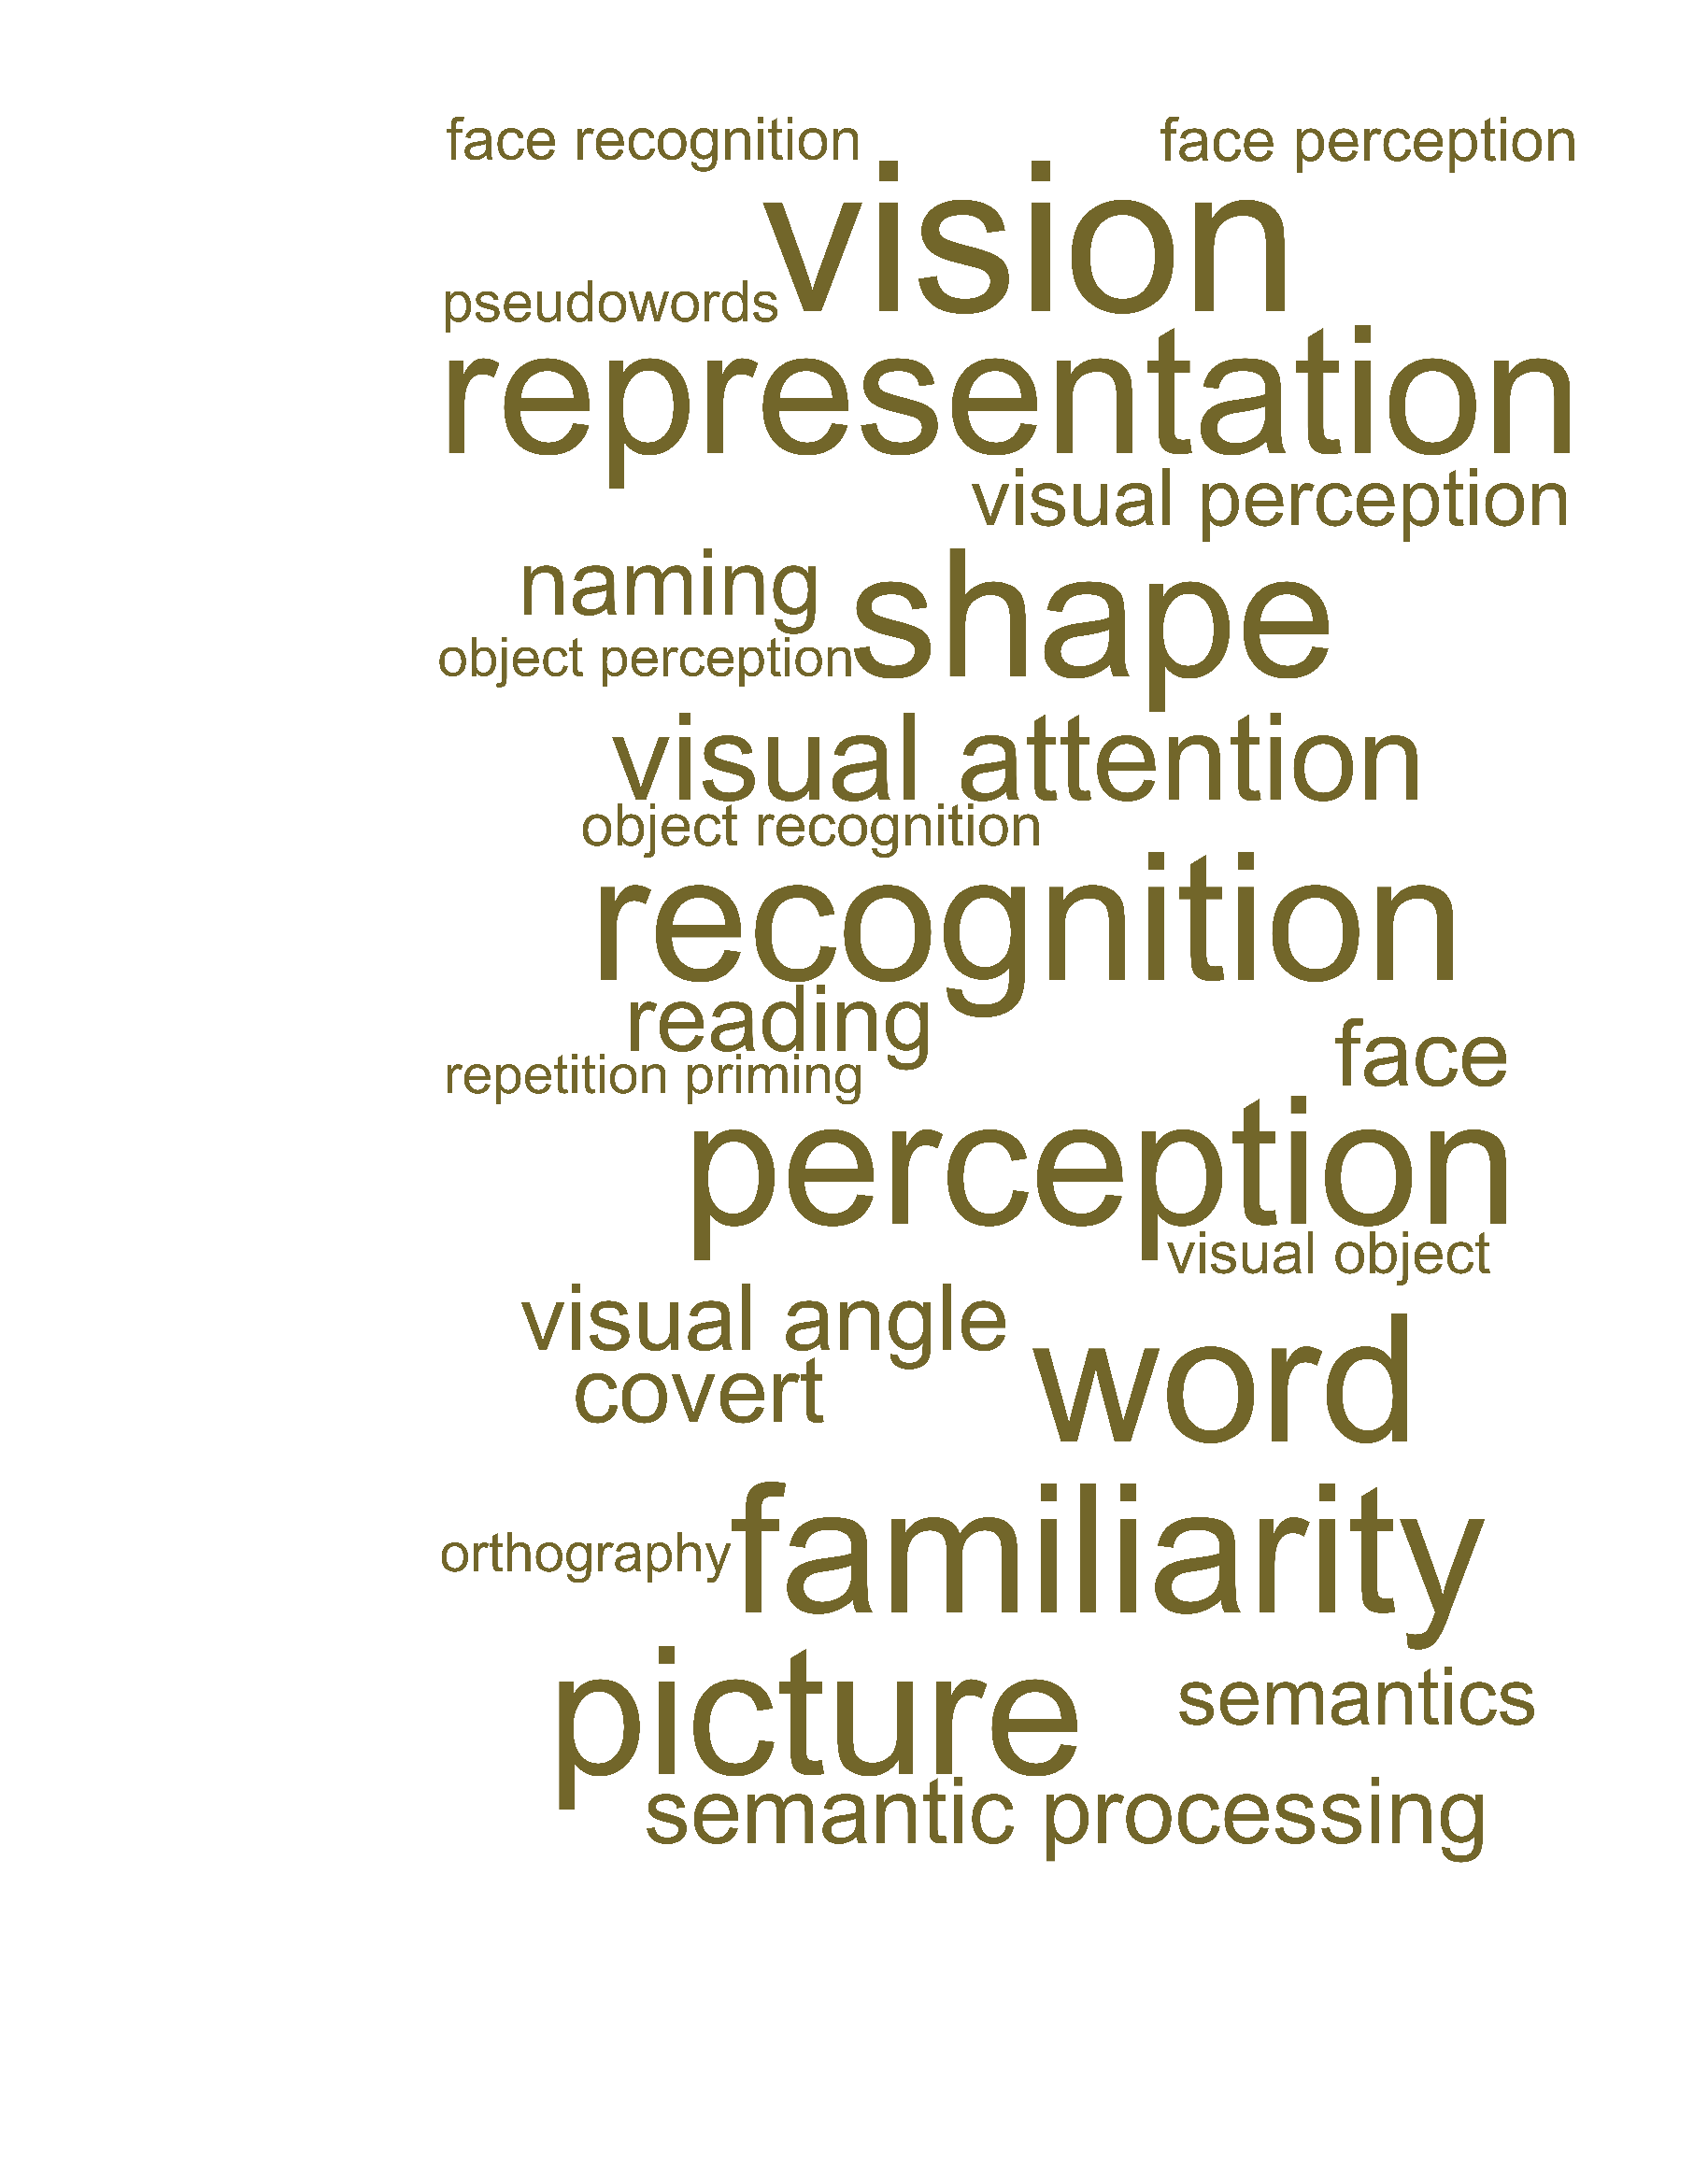 face recognition
face perception
vision
pseudowords
representation
visual perception
naming
shape
object perception
visual attention
object recognition
recognition
reading
face
repetition priming
perception
visual object
visual angle
word
covert
familiarity
orthography
picture
semantics
semantic processing